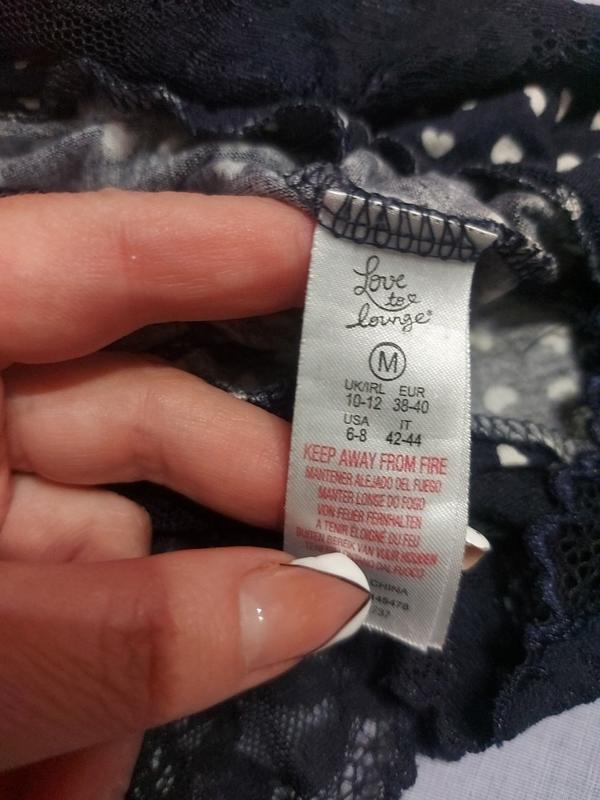 Love
to
lounge®
M
UK/IRL EUR
10-12 38-40
USA IT
6-8 42-44
KEEP AWAY FROM FIRE
MANTENER ALEJADO DEL FUEGO
MANTER LONGE DO FOGO
VON FEUER FERNHALTEN
À TENIR ÉLOIGNÉ DU FEU
BUITEN BEREIK VAN VUUR HOUDEN
DAL FUOCO
CHINA